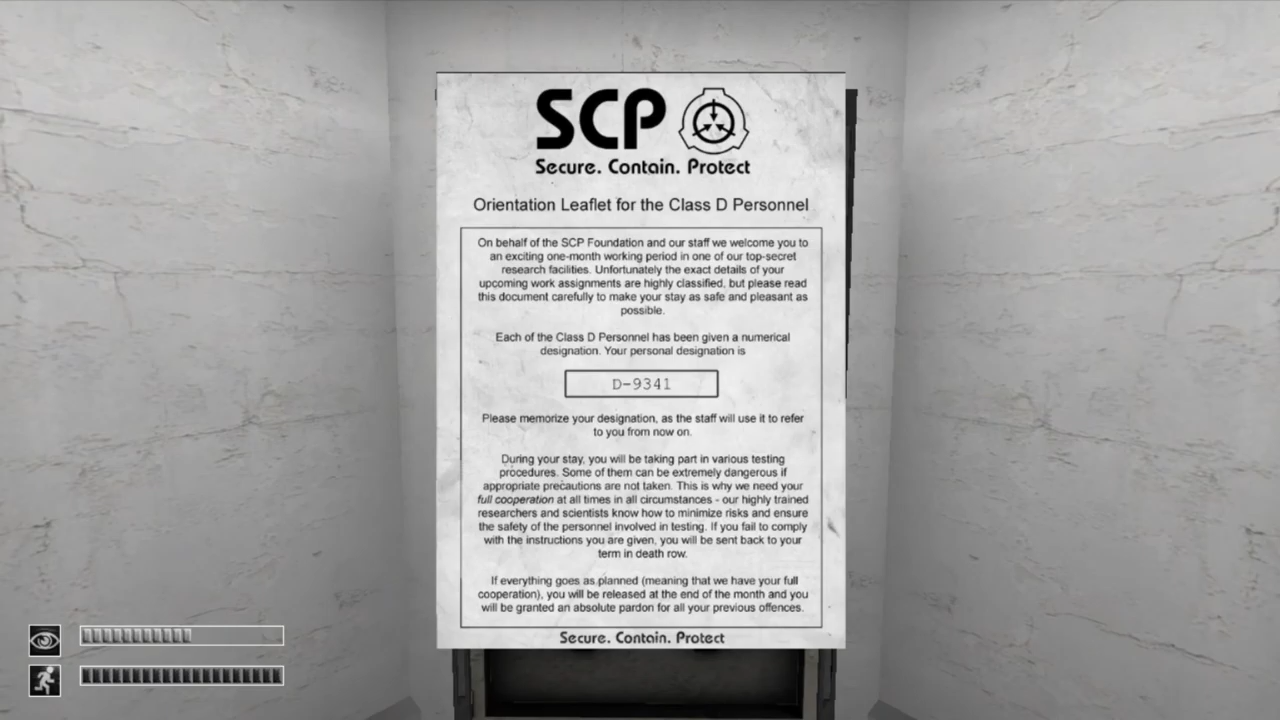 SCP
Secure. Contain. Protect
Orientation Leaflet for the Class D Personnel
On behalf of the SCP Foundation and our staff we welcome you to
an exciting one-month working period in one of our top-secret
research facilities. Unfortunately the exact details of your
upcoming work assignments are highly classified, but please read
this document carefully to make your stay as safe and pleasant as
possible.
Each of the Class D Personnel has been given a numerical
designation. Your personal designation is
D-9341
Please memorize your designation, as the staff will use it to refer
to you from now on.
During your stay, you will be taking part in various testing
procedures. Some of them can be extremely dangerous if
appropriate precautions are not taken. This is why we need your
full cooperation at all times in all circumstances - our highly trained
researchers and scientists know how to minimize risks and ensure
the safety of the personnel involved in testing. If you fail to comply
with the instructions you are given, you will be sent back to your
term in death row.
If everything goes as planned (meaning that we have your full
cooperation), you will be released at the end of the month and you
will be granted an absolute pardon for all your previous offences.
Secure. Contain. Protect